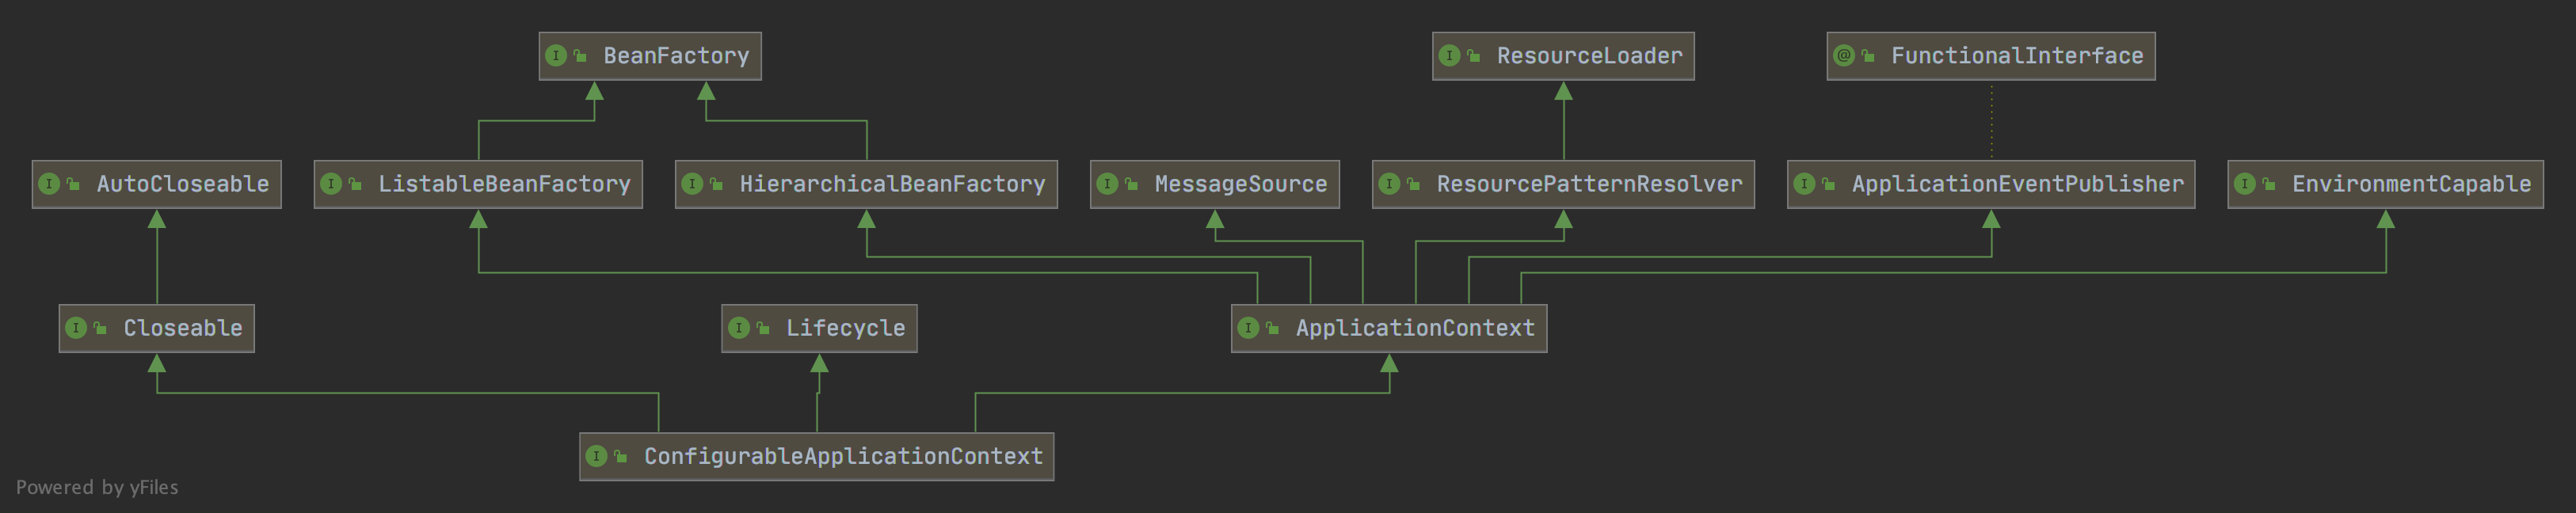 BeanFactory
ResourceLoader
FunctionalInterface
AutoCloseable
ListableBeanFactory
HierarchicalBeanFactory
MessageSource
ResourcePatternResolver
ApplicationEventPublisher
EnvironmentCapable
Closeable
Lifecycle
ApplicationContext
ConfigurableApplicationContext
Powered by yFiles